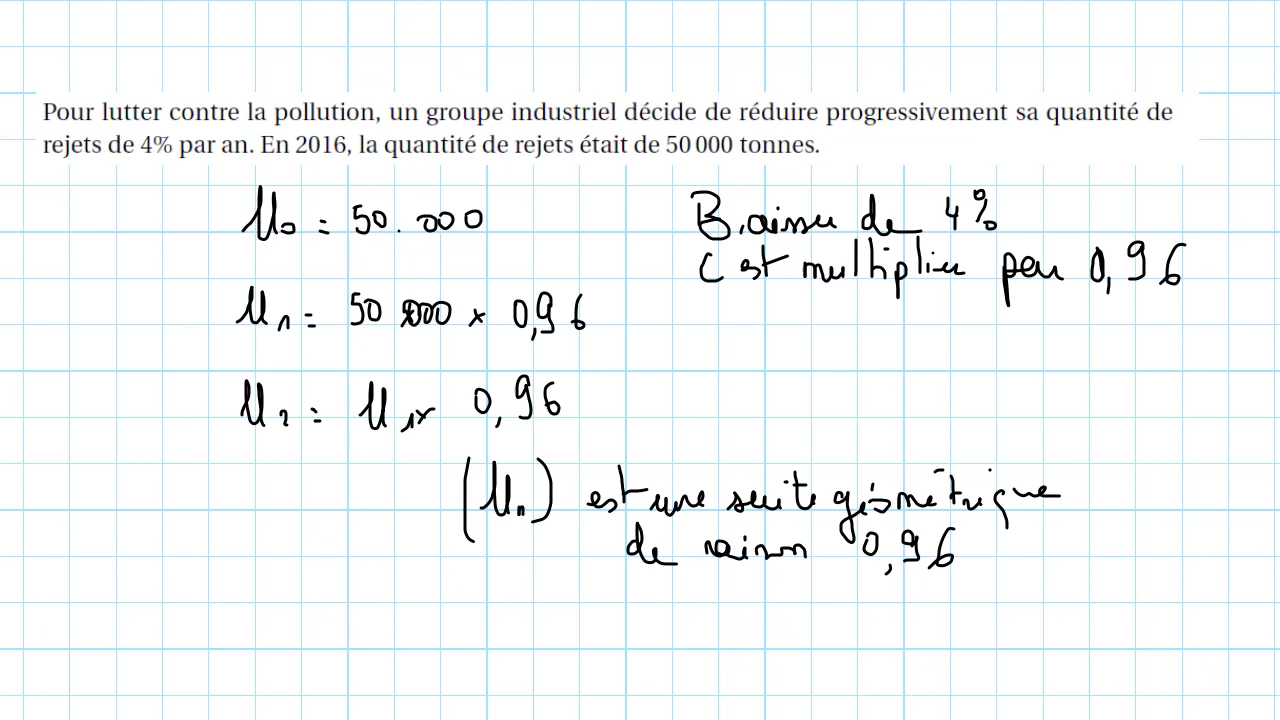 Pour lutter contre la pollution, un groupe industriel décide de réduire progressivement sa quantité de
rejets de 4% par an. En 2016, la quantité de rejets était de 50 000 tonnes.
U0 = 50.000
Baisser de 4%
C est multiplier par 0,96
U1 = 50 000 × 0,96
U2 = U1 × 0,96
(Un) est une suite géométrique
de raison 0,96